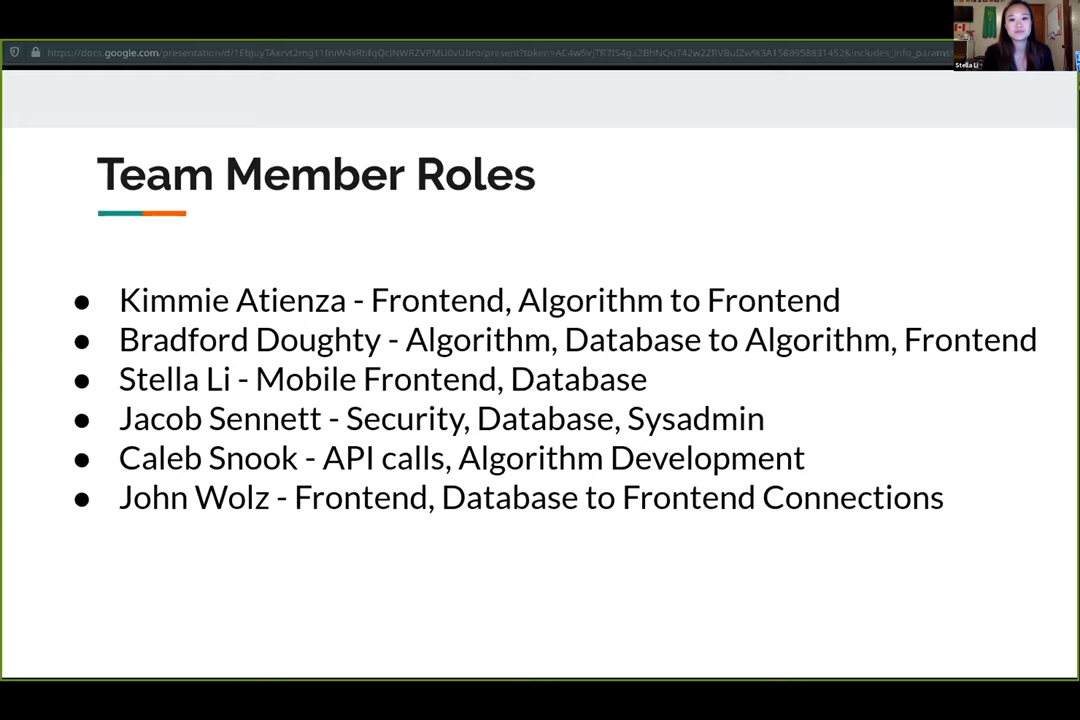 Stella Li
Team Member Roles
● Kimmie Atienza - Frontend, Algorithm to Frontend
● Bradford Doughty - Algorithm, Database to Algorithm, Frontend
● Stella Li - Mobile Frontend, Database
● Jacob Sennett - Security, Database, Sysadmin
● Caleb Snook - API calls, Algorithm Development
● John Wolz - Frontend, Database to Frontend Connections